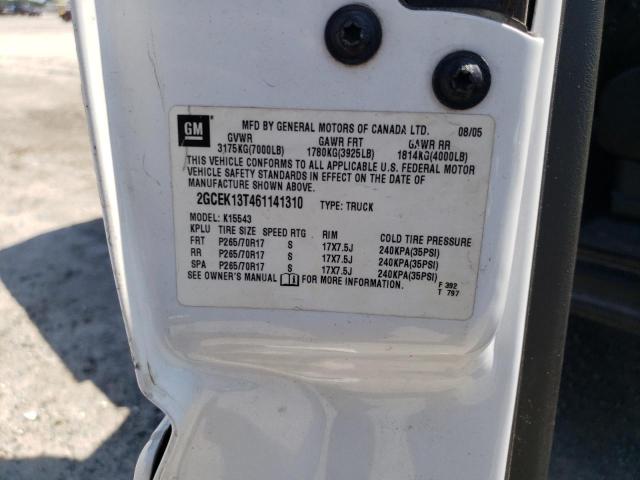 GM
MFD BY GENERAL MOTORS OF CANADA LTD. 08/05
GVWR GAWR FRT GAWR RR
3175KG(7000LB) 1780KG(3925LB) 1814KG(4000LB)
THIS VEHICLE CONFORMS TO ALL APPLICABLE U.S. FEDERAL MOTOR
VEHICLE SAFETY STANDARDS IN EFFECT ON THE DATE OF
MANUFACTURE SHOWN ABOVE.
2GCEK13T461141310 TYPE: TRUCK
MODEL: K15543
KPLU TIRE SIZE SPEED RTG RIM COLD TIRE PRESSURE
FRT P265/70R17 S 17X7.5J 240KPA(35PSI)
RR P265/70R17 S 17X7.5J 240KPA(35PSI)
SPA P265/70R17 S 17X7.5J 240KPA(35PSI)
SEE OWNER'S MANUAL FOR MORE INFORMATION. F 392
T 797